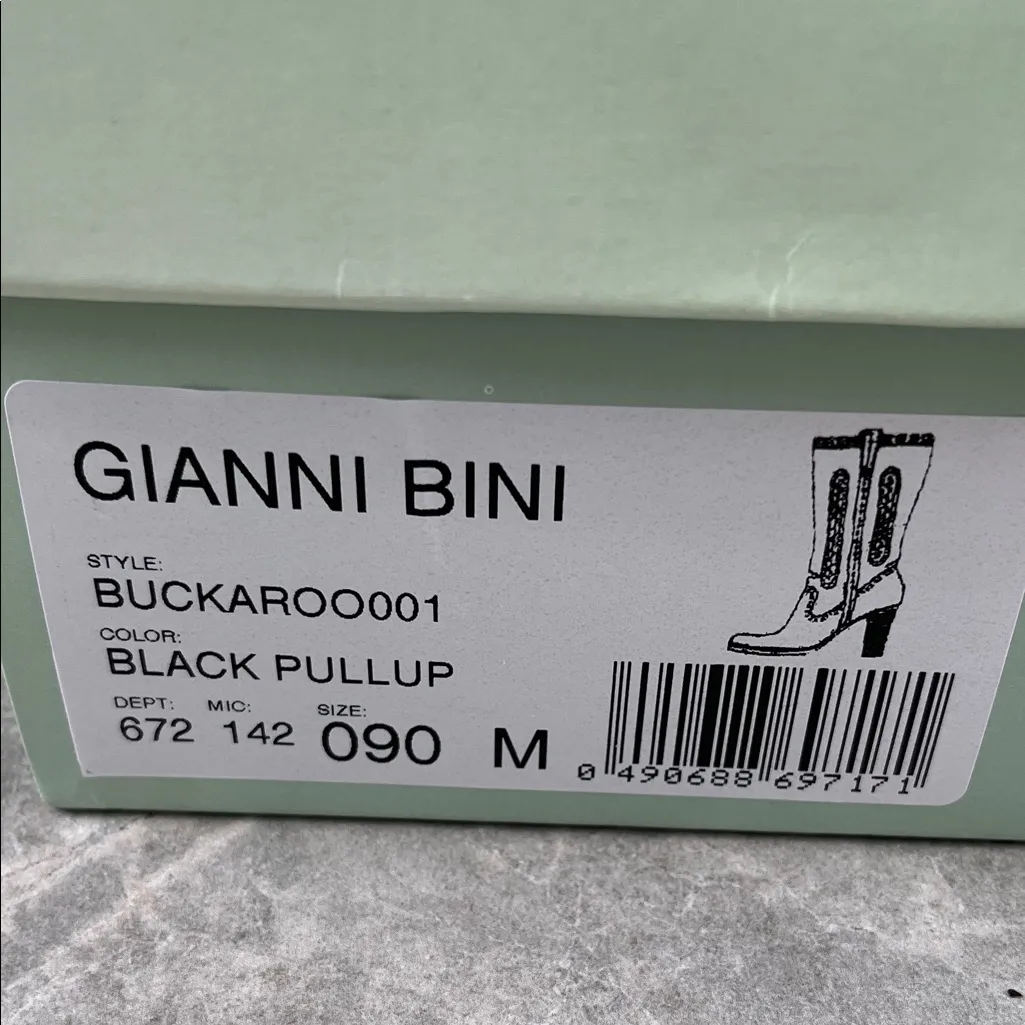 GIANNI BINI
STYLE:
BUCKAROO001
COLOR:
BLACK PULLUP
DEPT: MIC: SIZE:
672 142 090 M
0 490688 697171